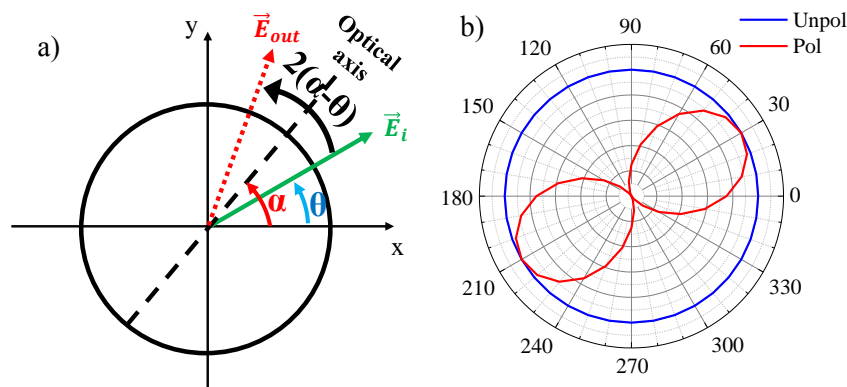 a)
y
E_out
Optical
axis
2(α-θ)
E_i
α
θ
x
b)
Unpol
Pol
90
120
60
150
30
180
0
210
330
240
300
270